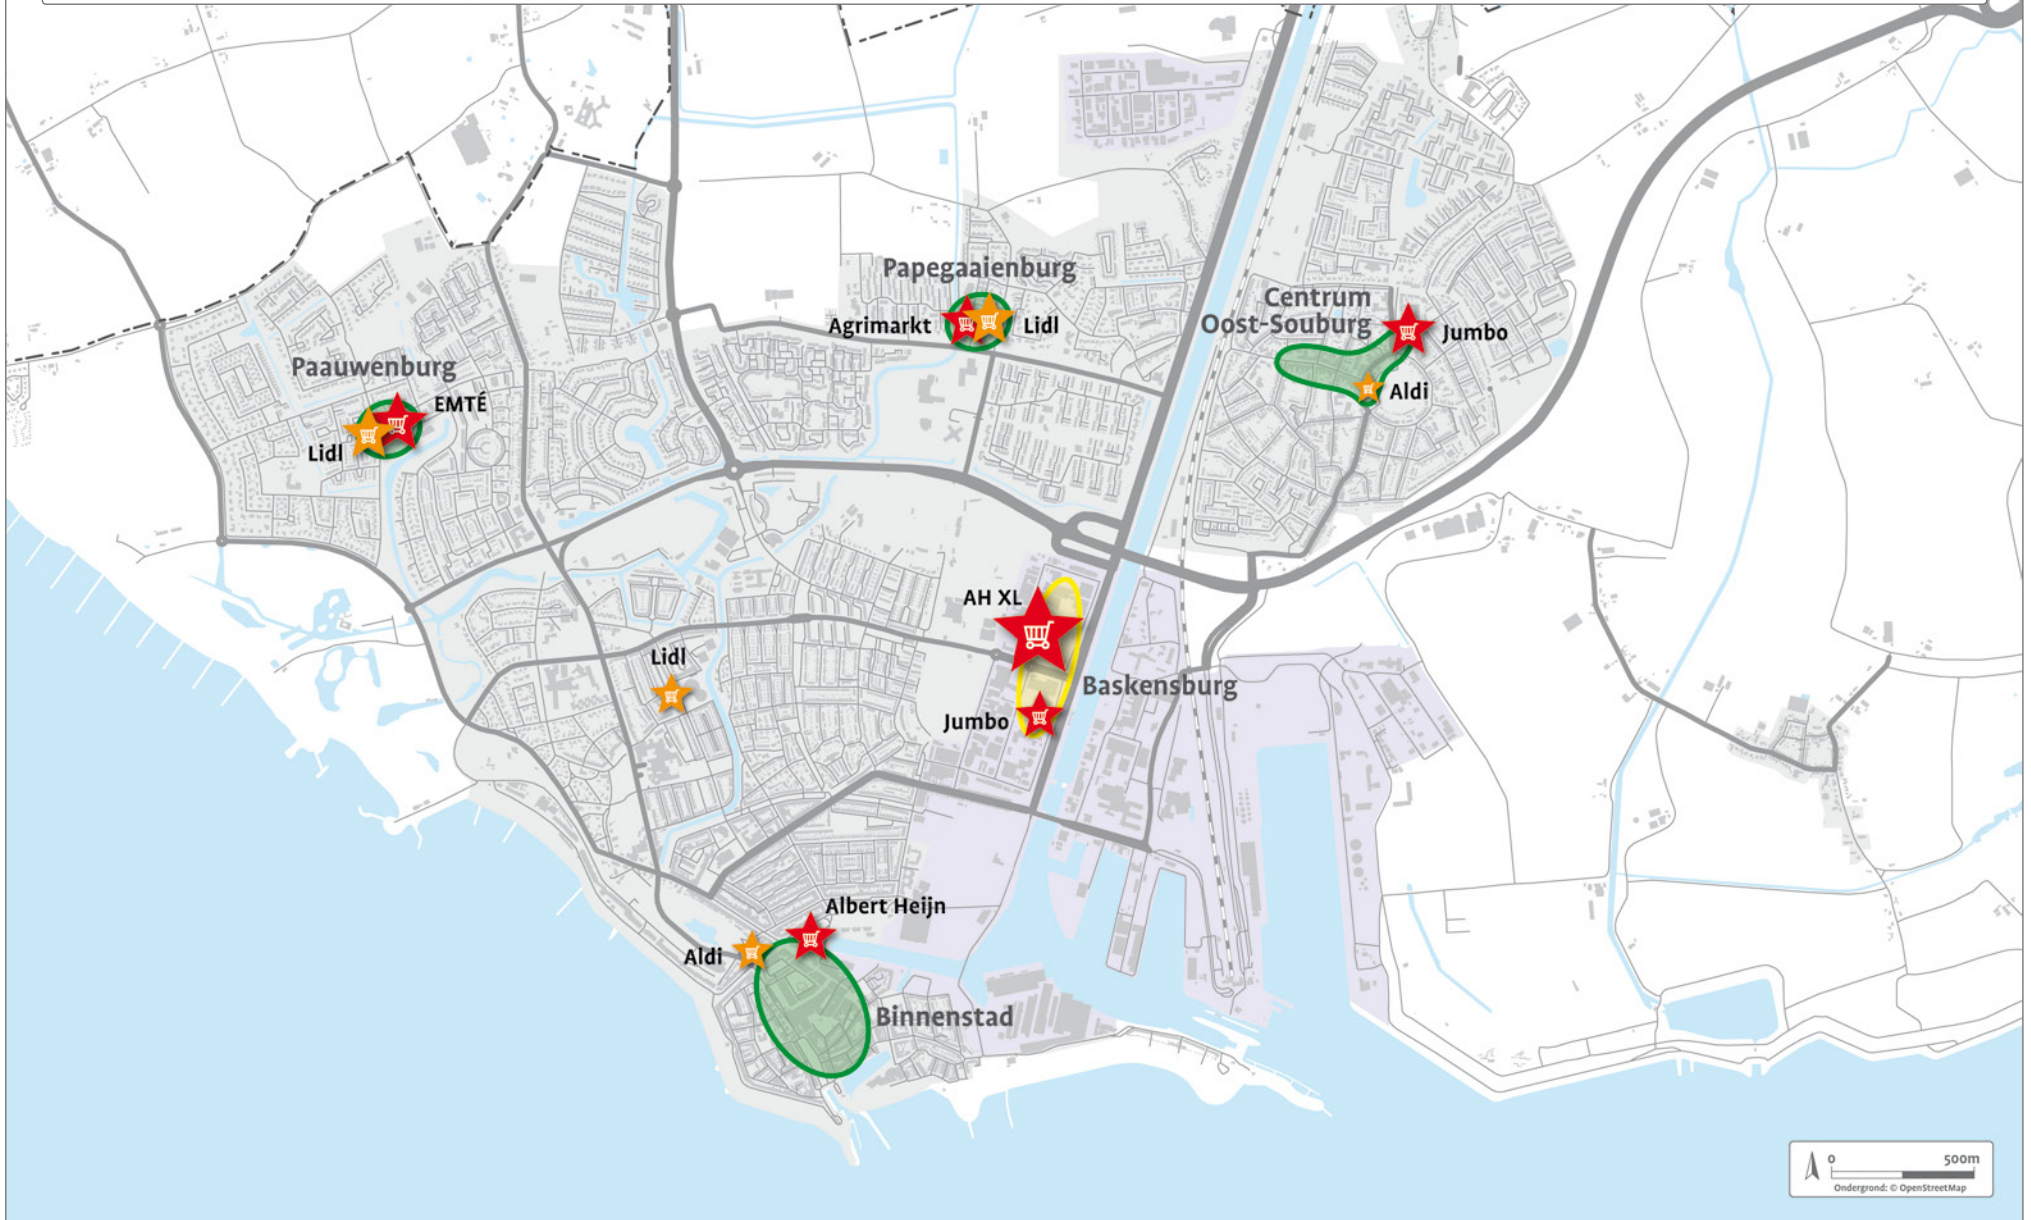 Papegaaienburg
Agrimarkt
Lidl
Centrum
Oost-Souburg
Jumbo
Aldi
Paauwenburg
EMTÉ
Lidl
AH XL
Lidl
Baskensburg
Jumbo
Albert Heijn
Aldi
Binnenstad
0 500m
Ondergrond: © OpenStreetMap